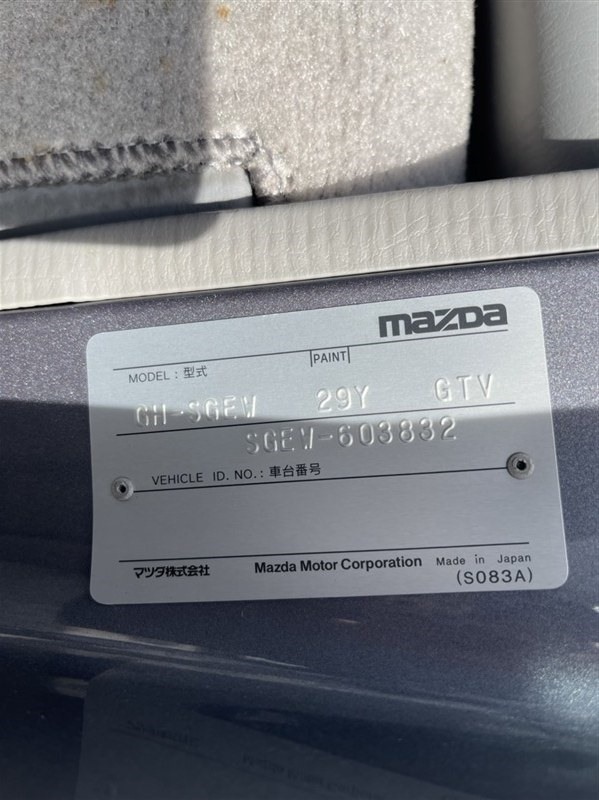 mazda
PAINT
MODEL : 型式
GH-SGEW 29Y GTV
SGEW-603832
VEHICLE ID. NO. : 車台番号
マツダ株式会社 Mazda Motor Corporation Made in Japan
(S083A)